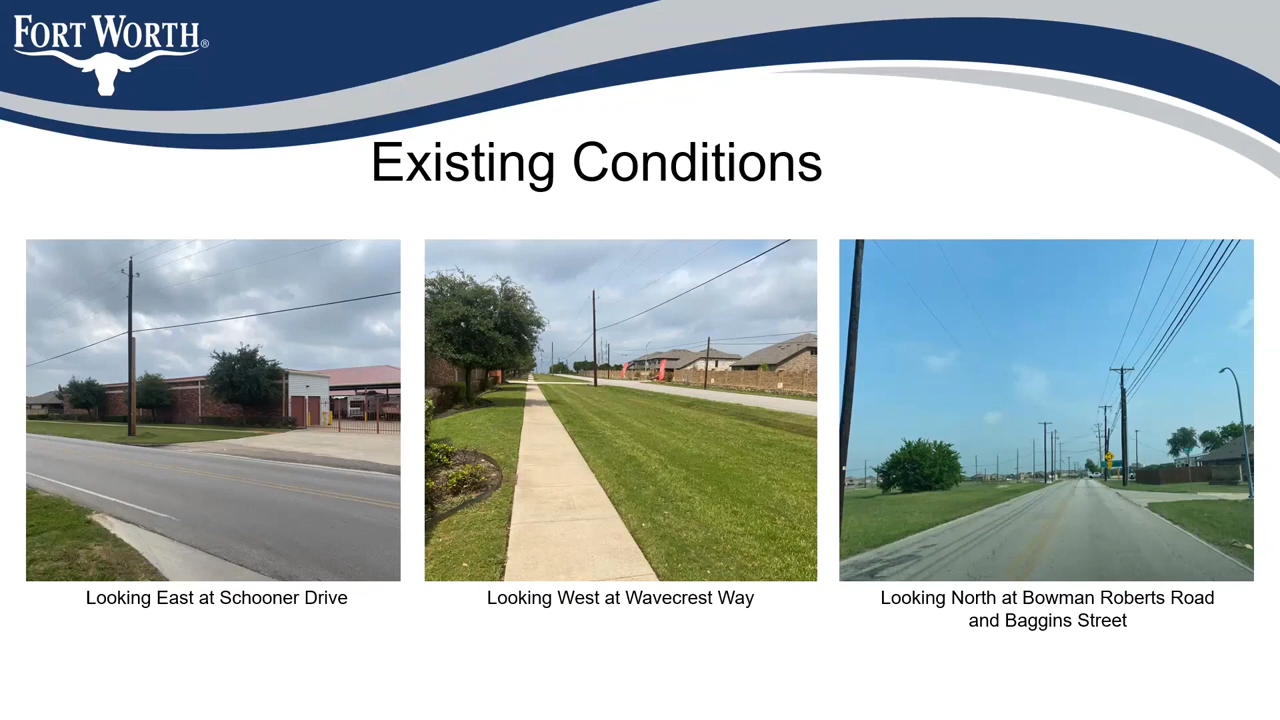 FORT WORTH®
Existing Conditions
Looking East at Schooner Drive
Looking West at Wavecrest Way
Looking North at Bowman Roberts Road
and Baggins Street